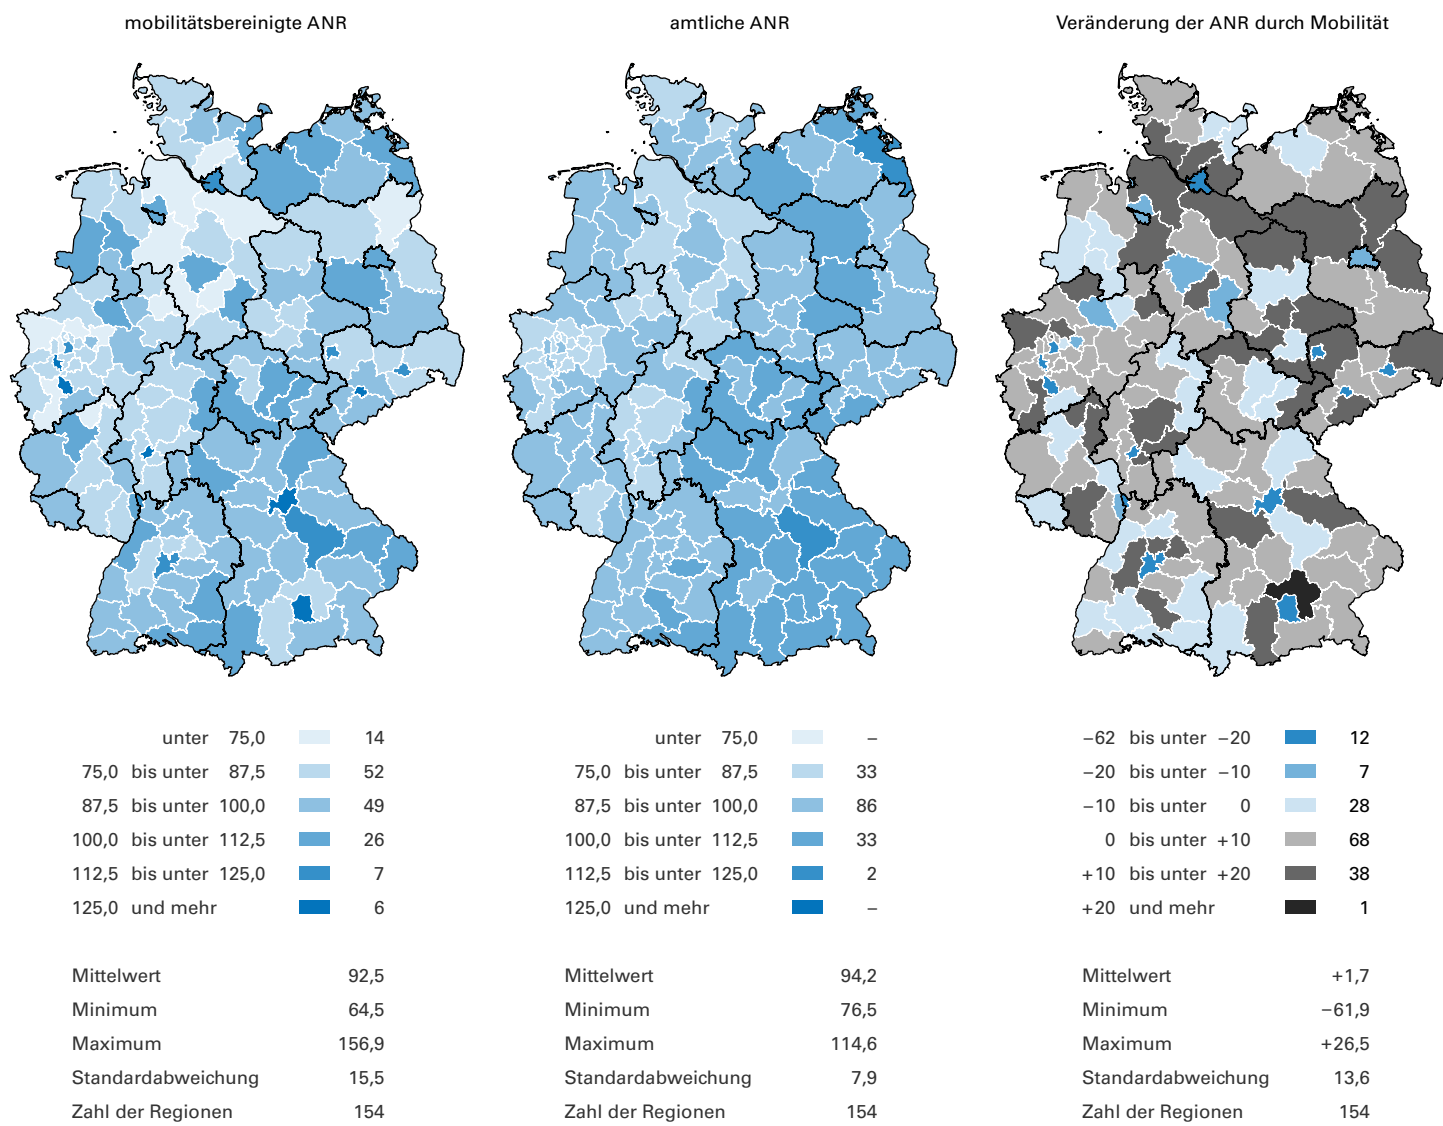 mobilitätsbereinigte ANR
amtliche ANR
Veränderung der ANR durch Mobilität
unter 75,0 14
75,0 bis unter 87,5 52
87,5 bis unter 100,0 49
100,0 bis unter 112,5 26
112,5 bis unter 125,0 7
125,0 und mehr 6
Mittelwert 92,5
Minimum 64,5
Maximum 156,9
Standardabweichung 15,5
Zahl der Regionen 154
unter 75,0 –
75,0 bis unter 87,5 33
87,5 bis unter 100,0 86
100,0 bis unter 112,5 33
112,5 bis unter 125,0 2
125,0 und mehr –
Mittelwert 94,2
Minimum 76,5
Maximum 114,6
Standardabweichung 7,9
Zahl der Regionen 154
−62 bis unter −20 12
−20 bis unter −10 7
−10 bis unter 0 28
0 bis unter +10 68
+10 bis unter +20 38
+20 und mehr 1
Mittelwert +1,7
Minimum −61,9
Maximum +26,5
Standardabweichung 13,6
Zahl der Regionen 154